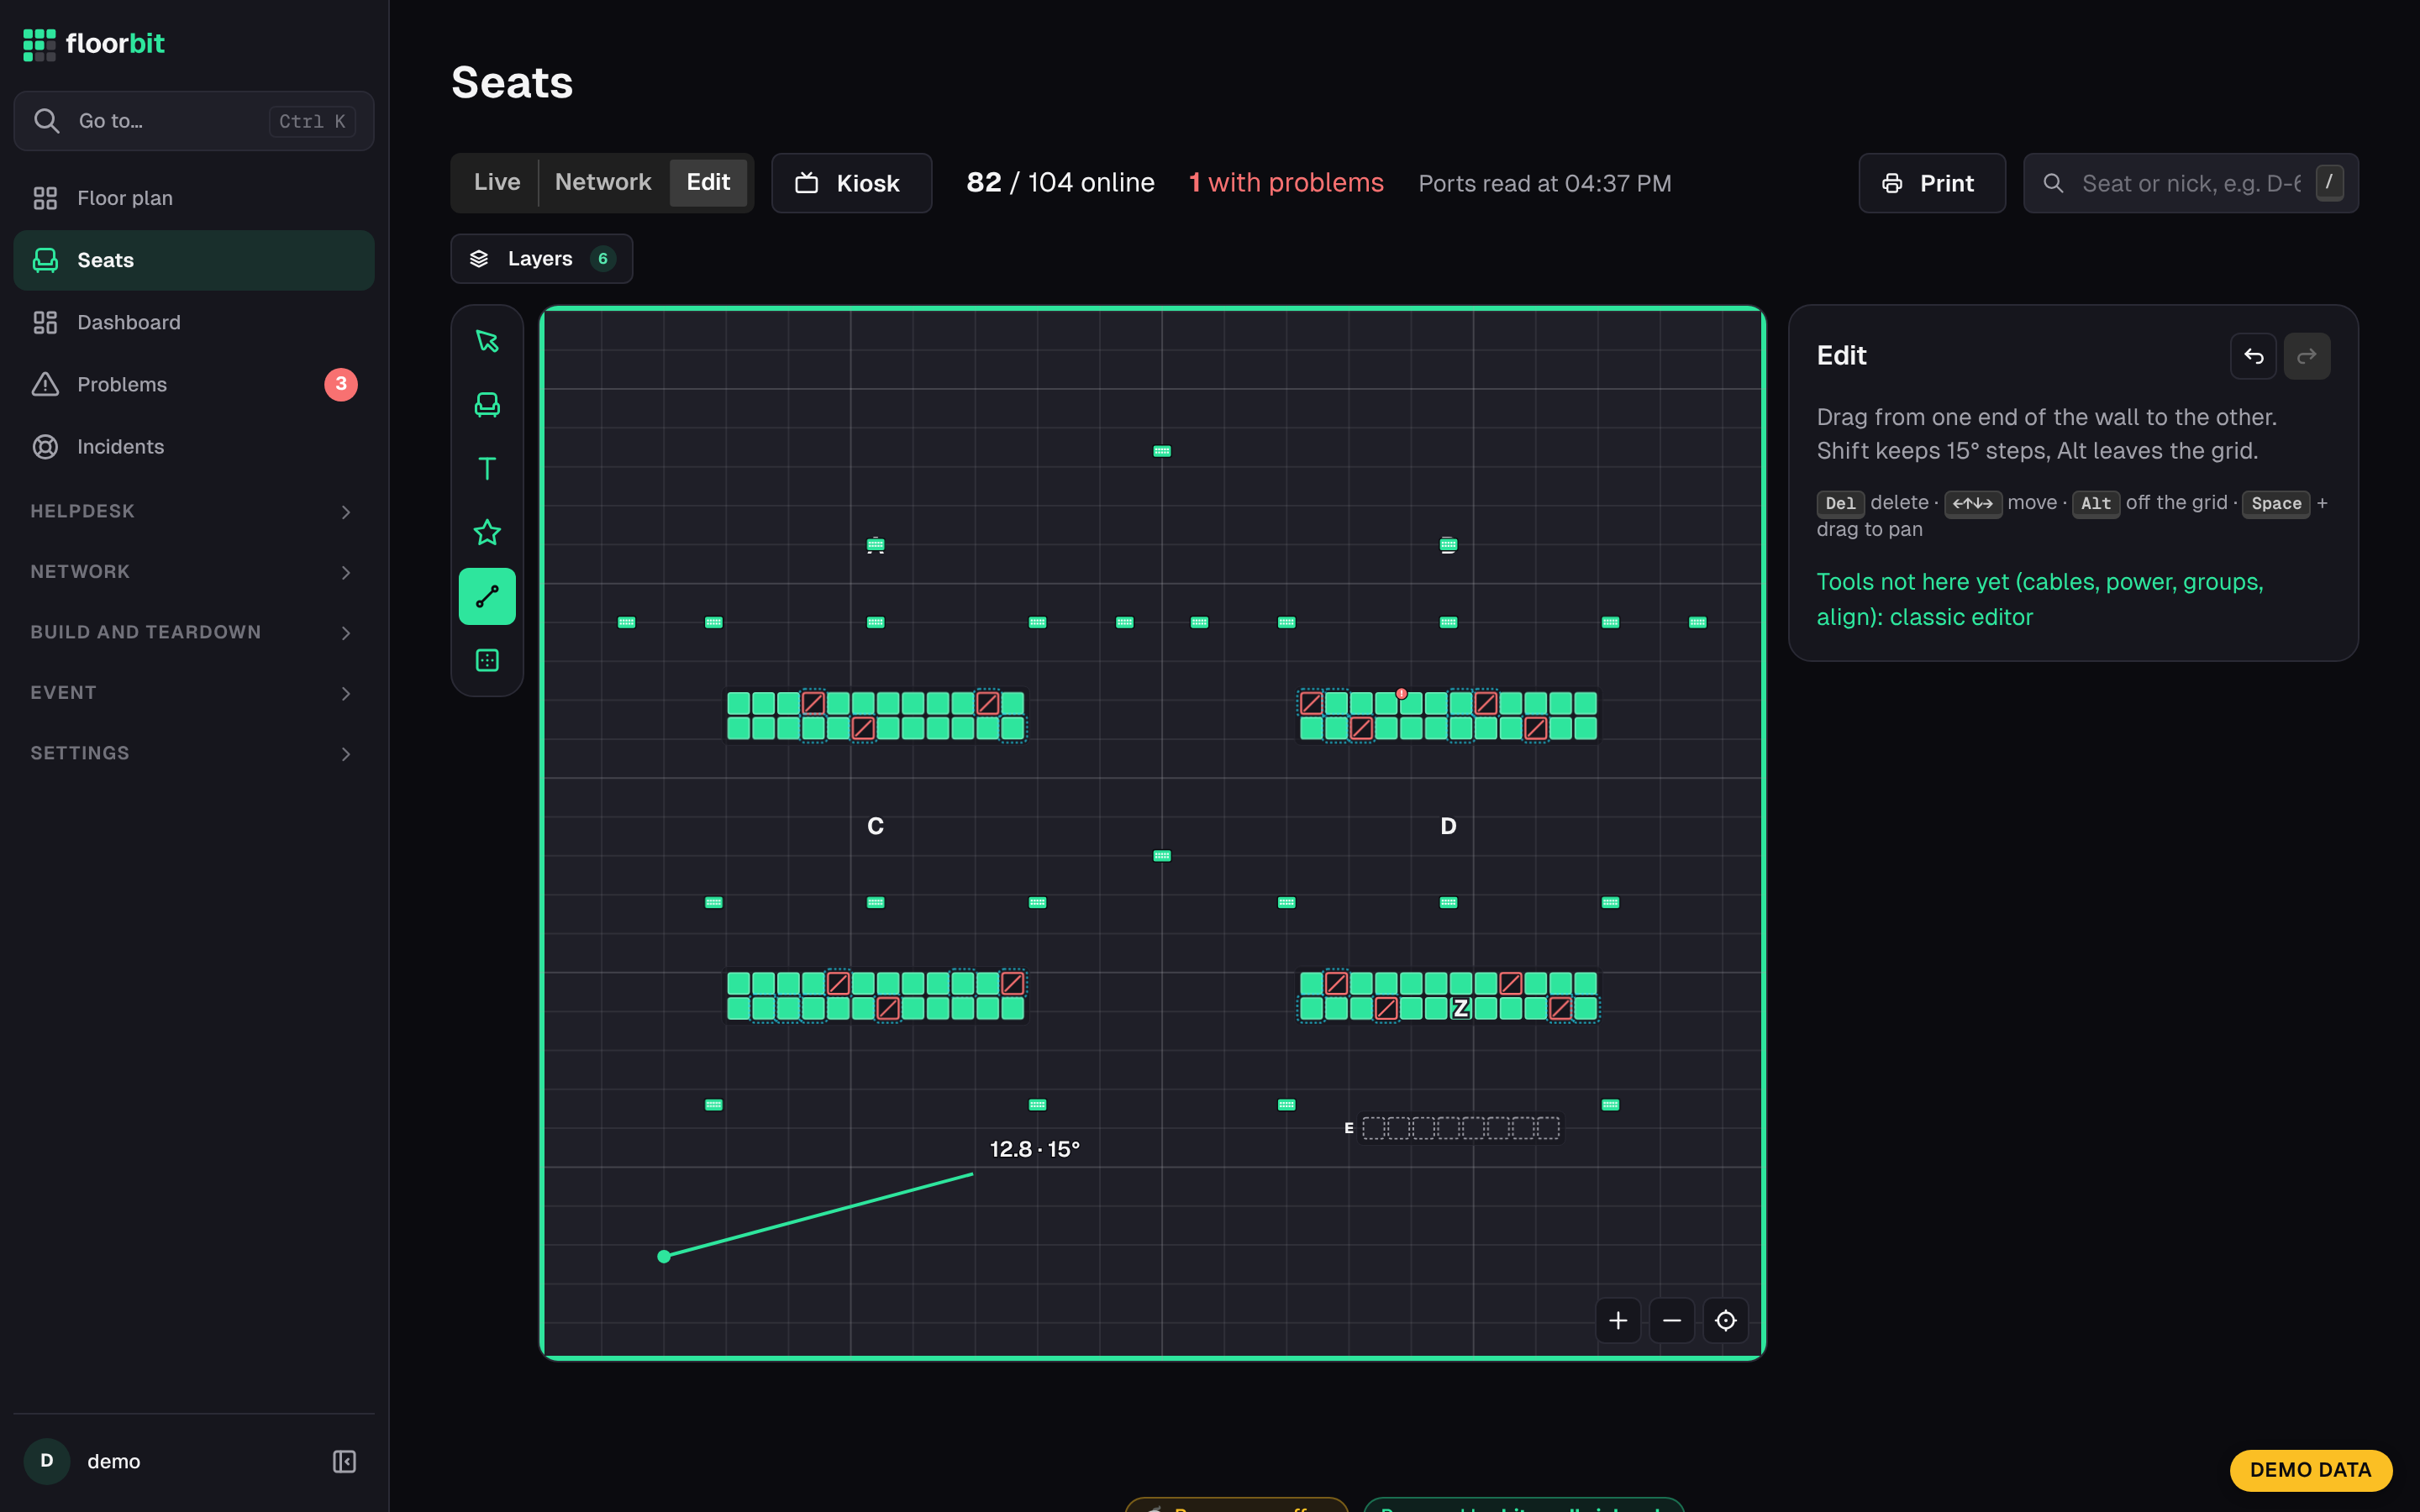 floorbit
Go to...
Ctrl K
Floor plan
Seats
Dashboard
Problems
3
Incidents
HELPDESK
NETWORK
BUILD AND TEARDOWN
EVENT
SETTINGS
D
demo
Seats
Live
Network
Edit
Kiosk
82 / 104 online
1 with problems
Ports read at 04:37 PM
Print
Seat or nick, e.g. D-6
/
Layers
6
C
D
Z
E
12.8 · 15°
Edit
Drag from one end of the wall to the other.
Shift keeps 15° steps, Alt leaves the grid.
Del delete · ←↑↓→ move · Alt off the grid · Space +
drag to pan
Tools not here yet (cables, power, groups,
align): classic editor
DEMO DATA